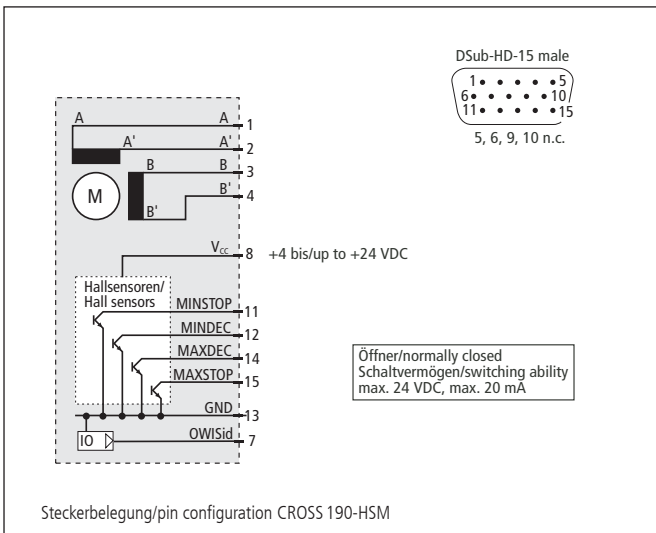 DSub-HD-15 male
1 5
6 10
11 15
5, 6, 9, 10 n.c.
A A 1
A' A' 2
B B 3
M
B' B' 4
V_cc 8 +4 bis/up to +24 VDC
Hallsensoren/
Hall sensors
MINSTOP 11
MINDEC 12
MAXDEC 14
MAXSTOP 15
GND 13
IO OWISid 7
Öffner/normally closed
Schaltvermögen/switching ability
max. 24 VDC, max. 20 mA
Steckerbelegung/pin configuration CROSS 190-HSM